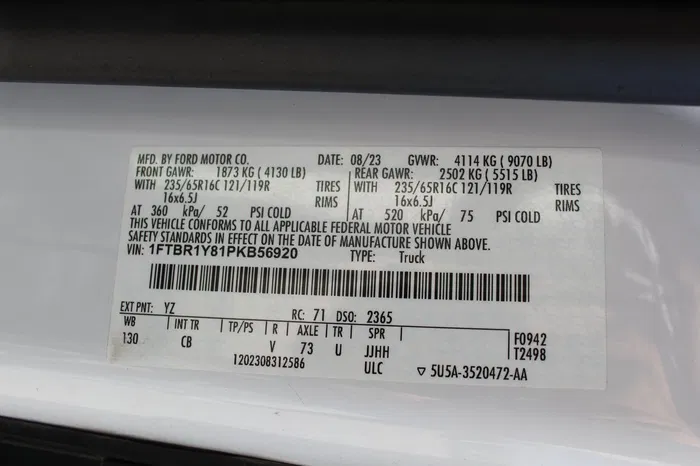 MFD. BY FORD MOTOR CO. DATE: 08/23 GVWR: 4114 KG ( 9070 LB)
FRONT GAWR: 1873 KG ( 4130 LB) REAR GAWR: 2502 KG ( 5515 LB)
WITH 235/65R16C 121/119R TIRES WITH 235/65R16C 121/119R TIRES
16x6.5J RIMS 16x6.5J RIMS
AT 360 kPa/ 52 PSI COLD AT 520 kPa/ 75 PSI COLD
THIS VEHICLE CONFORMS TO ALL APPLICABLE FEDERAL MOTOR VEHICLE
SAFETY STANDARDS IN EFFECT ON THE DATE OF MANUFACTURE SHOWN ABOVE.
VIN: 1FTBR1Y81PKB56920 TYPE: Truck
EXT PNT: YZ RC: 71 DSO: 2365
WB INT TR TP/PS R AXLE TR SPR F0942
130 CB V 73 U JJHH T2498
1202308312586 ULC ▽ 5U5A-3520472-AA